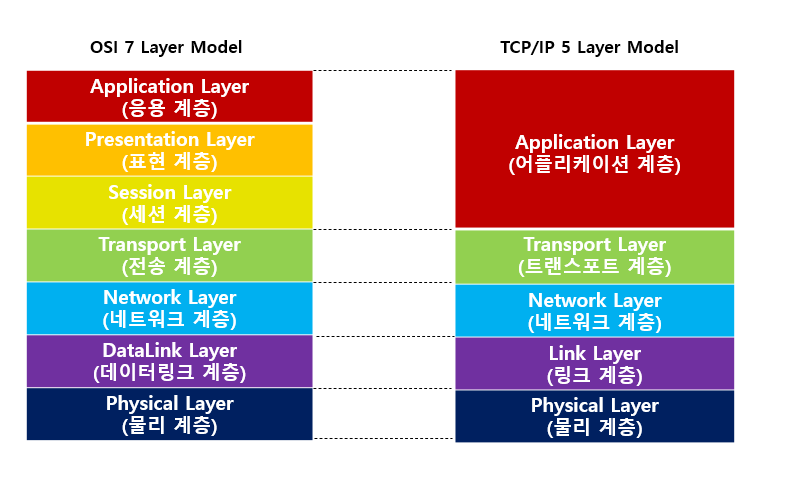 OSI 7 Layer Model
Application Layer
(응용 계층)
Presentation Layer
(표현 계층)
Session Layer
(세션 계층)
Transport Layer
(전송 계층)
Network Layer
(네트워크 계층)
DataLink Layer
(데이터링크 계층)
Physical Layer
(물리 계층)
TCP/IP 5 Layer Model
Application Layer
(어플리케이션 계층)
Transport Layer
(트랜스포트 계층)
Network Layer
(네트워크 계층)
Link Layer
(링크 계층)
Physical Layer
(물리 계층)